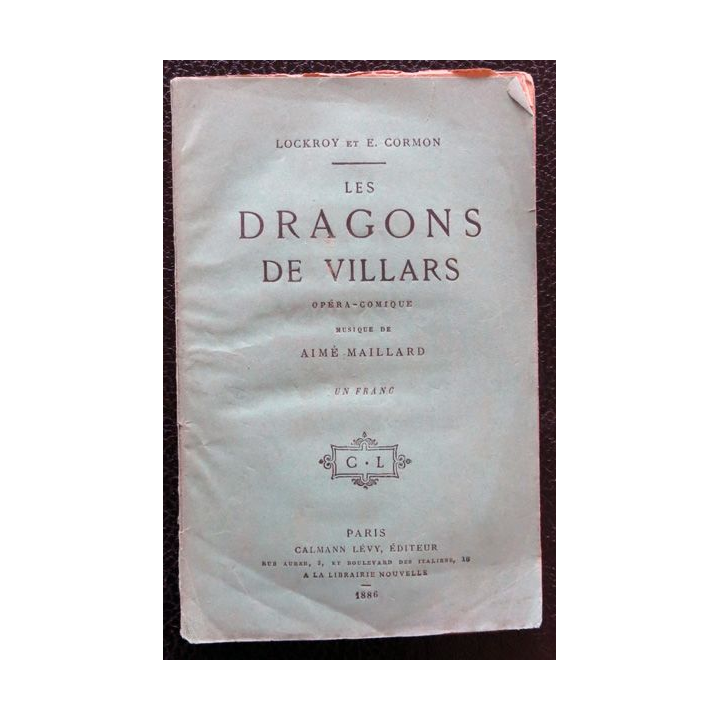 LOCKROY ET E. CORMON
LES
DRAGONS
DE VILLARS
OPÉRA-COMIQUE
MUSIQUE DE
AIMÉ MAILLARD
UN FRANC
C · L
PARIS
CALMANN LÉVY, ÉDITEUR
RUE AUBER, 3, ET BOULEVARD DES ITALIENS, 15
A LA LIBRAIRIE NOUVELLE
1886